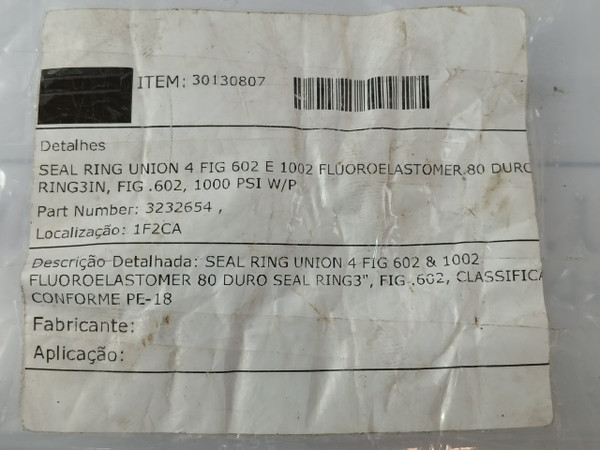 ITEM: 30130807
Detalhes
SEAL RING UNION 4 FIG 602 E 1002 FLUOROELASTOMER 80 DURO
RING3IN, FIG .602, 1000 PSI W/P
Part Number: 3232654 ,
Localização: 1F2CA
Descrição Detalhada: SEAL RING UNION 4 FIG 602 & 1002
FLUOROELASTOMER 80 DURO SEAL RING3", FIG .602, CLASSIFICA
CONFORME PE-18
Fabricante:
Aplicação: